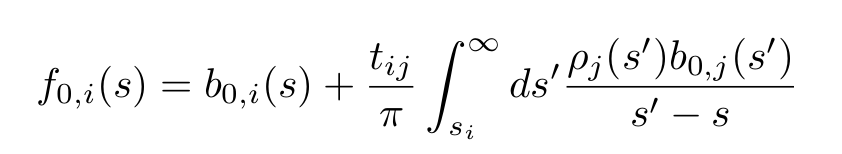 f_{0,i}(s) = b_{0,i}(s) + \frac{t_{ij}}{\pi} \int_{s_i}^{\infty} ds' \frac{\rho_j(s') b_{0,j}(s')}{s' - s}